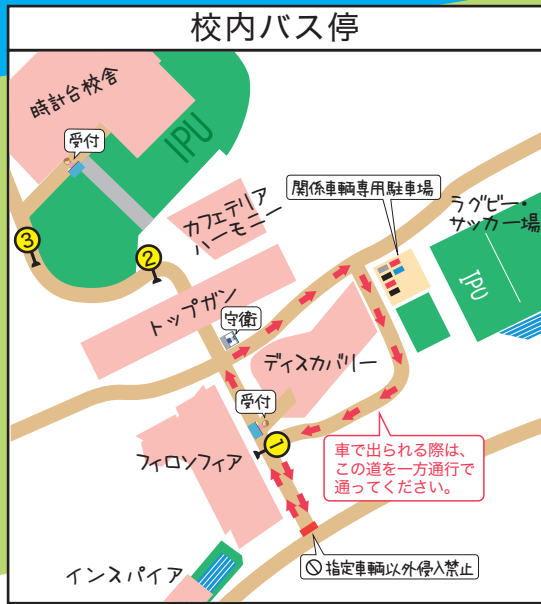 校内バス停
時計台校舎
受付
IPU
カフェテリア
ハーモニー
関係車輌専用駐車場
ラグビー・
サッカー場
IPU
3
2
トップガン
守衛
ディスカバリー
受付
1
フィロソフィア
車で出られる際は、
この道を一方通行で
通ってください。
インスパイア
指定車輌以外侵入禁止